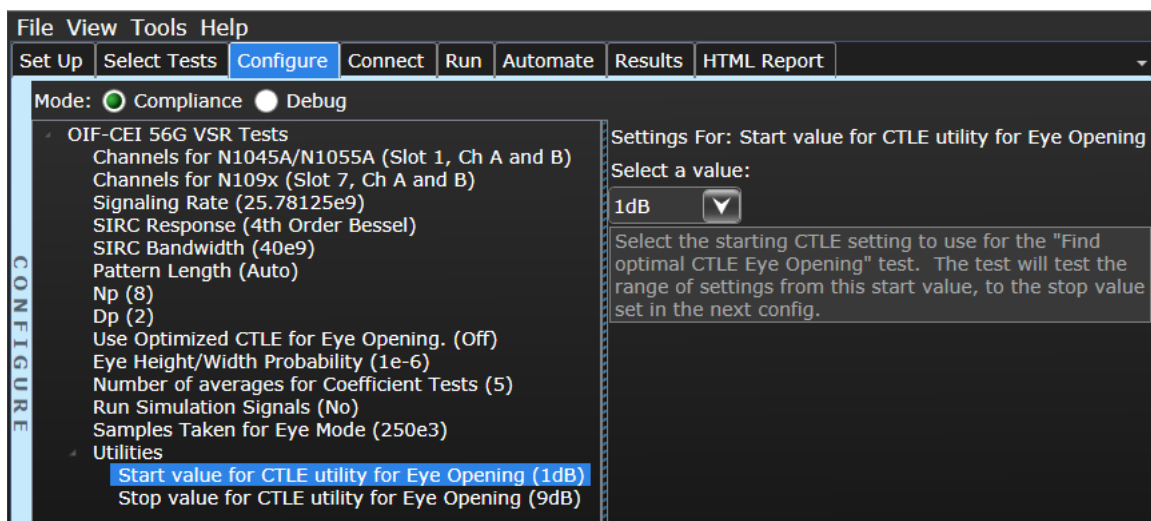 File View Tools Help
Set Up Select Tests Configure Connect Run Automate Results HTML Report
Mode: Compliance Debug
CONFIGURE
OIF-CEI 56G VSR Tests
Channels for N1045A/N1055A (Slot 1, Ch A and B)
Channels for N109x (Slot 7, Ch A and B)
Signaling Rate (25.78125e9)
SIRC Response (4th Order Bessel)
SIRC Bandwidth (40e9)
Pattern Length (Auto)
Np (8)
Dp (2)
Use Optimized CTLE for Eye Opening. (Off)
Eye Height/Width Probability (1e-6)
Number of averages for Coefficient Tests (5)
Run Simulation Signals (No)
Samples Taken for Eye Mode (250e3)
Utilities
Start value for CTLE utility for Eye Opening (1dB)
Stop value for CTLE utility for Eye Opening (9dB)
Settings For: Start value for CTLE utility for Eye Opening
Select a value:
1dB
Select the starting CTLE setting to use for the "Find
optimal CTLE Eye Opening" test. The test will test the
range of settings from this start value, to the stop value
set in the next config.